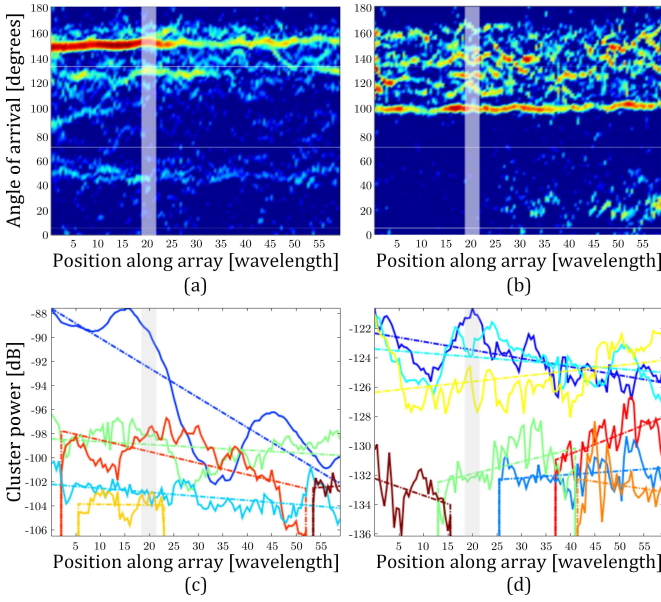 180
160
140
120
100
80
60
40
20
0
Angle of arrival [degrees]
5 10 15 20 25 30 35 40 45 50 55
Position along array [wavelength]
(a)
180
160
140
120
100
80
60
40
20
0
5 10 15 20 25 30 35 40 45 50 55
Position along array [wavelength]
(b)
-88
-90
-92
-94
-96
-98
-100
-102
-104
-106
Cluster power [dB]
5 10 15 20 25 30 35 40 45 50 55
Position along array [wavelength]
(c)
-122
-124
-126
-128
-130
-132
-134
-136
5 10 15 20 25 30 35 40 45 50 55
Position along array [wavelength]
(d)